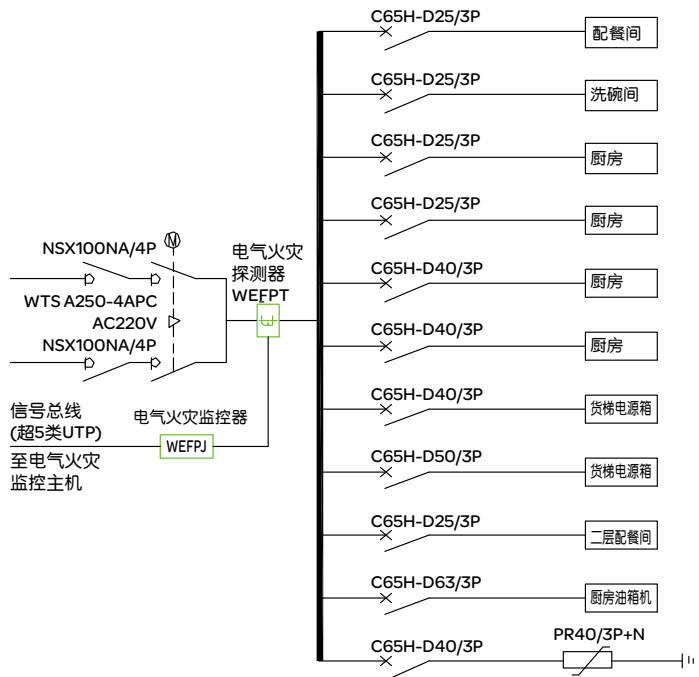 C65H-D25/3P
配餐间
C65H-D25/3P
洗碗间
C65H-D25/3P
厨房
C65H-D25/3P
厨房
C65H-D40/3P
厨房
C65H-D40/3P
厨房
C65H-D40/3P
货梯电源箱
C65H-D50/3P
货梯电源箱
C65H-D25/3P
二层配餐间
C65H-D63/3P
厨房油箱机
C65H-D40/3P
PR40/3P+N
M
NSX100NA/4P
WTS A250-4APC
AC220V
NSX100NA/4P
电气火灾
探测器
WEFPT
信号总线
(超5类UTP)
至电气火灾
监控主机
电气火灾监控器
WEFPJ